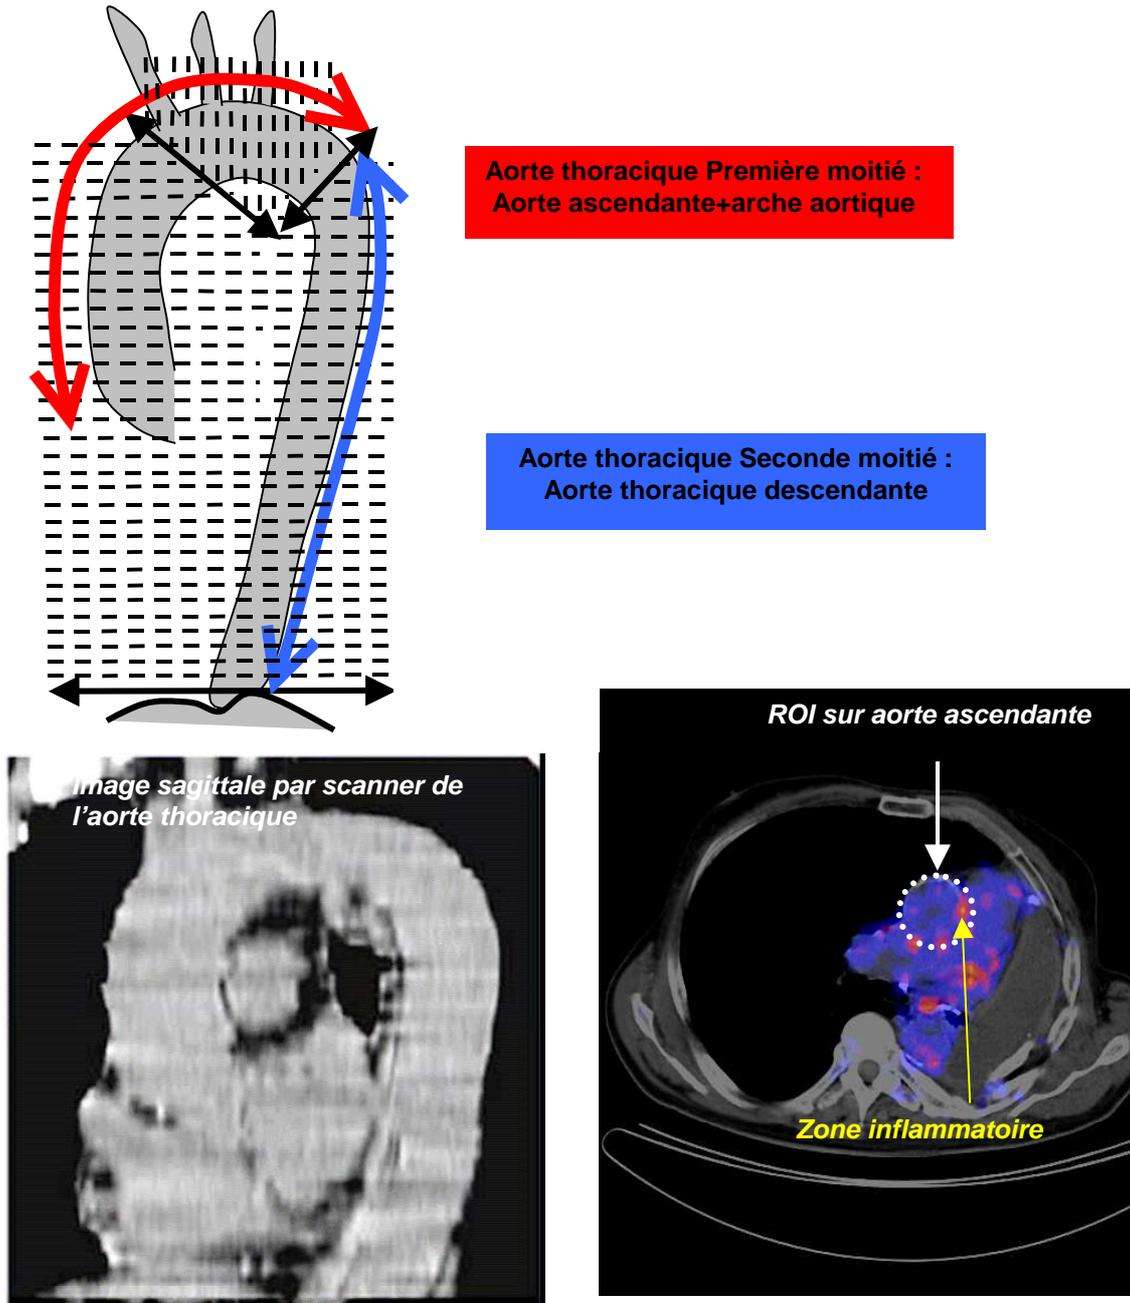 Aorte thoracique Première moitié :
Aorte ascendante+arche aortique
Aorte thoracique Seconde moitié :
Aorte thoracique descendante
ROI sur aorte ascendante
Image sagittale par scanner de
l'aorte thoracique
Zone inflammatoire